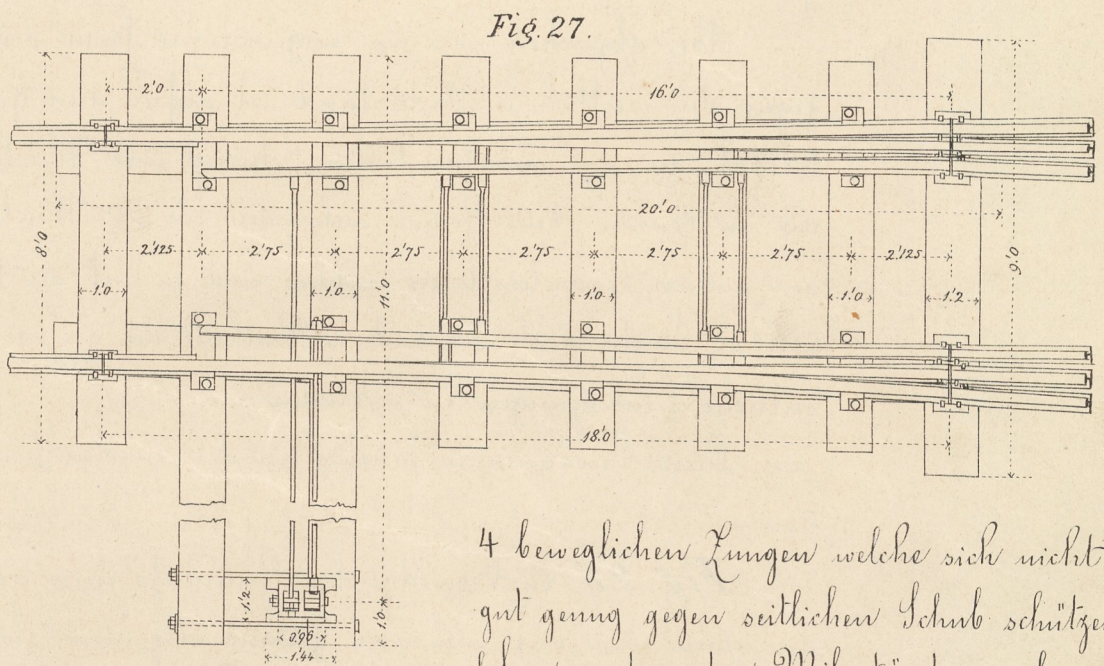 Fig. 27.
2'0 16'0
20'0
8'0 2'125 2'75 2'75 2'75 2'75 2'75 2'125 9'0
1'0 1'0 11'0 1'0 1'0 1'2
18'0
4 beweglichen Zungen welche sich nicht
gut genug gegen seitlichen Schub schützen
1'2 1'0
0'96
1'44